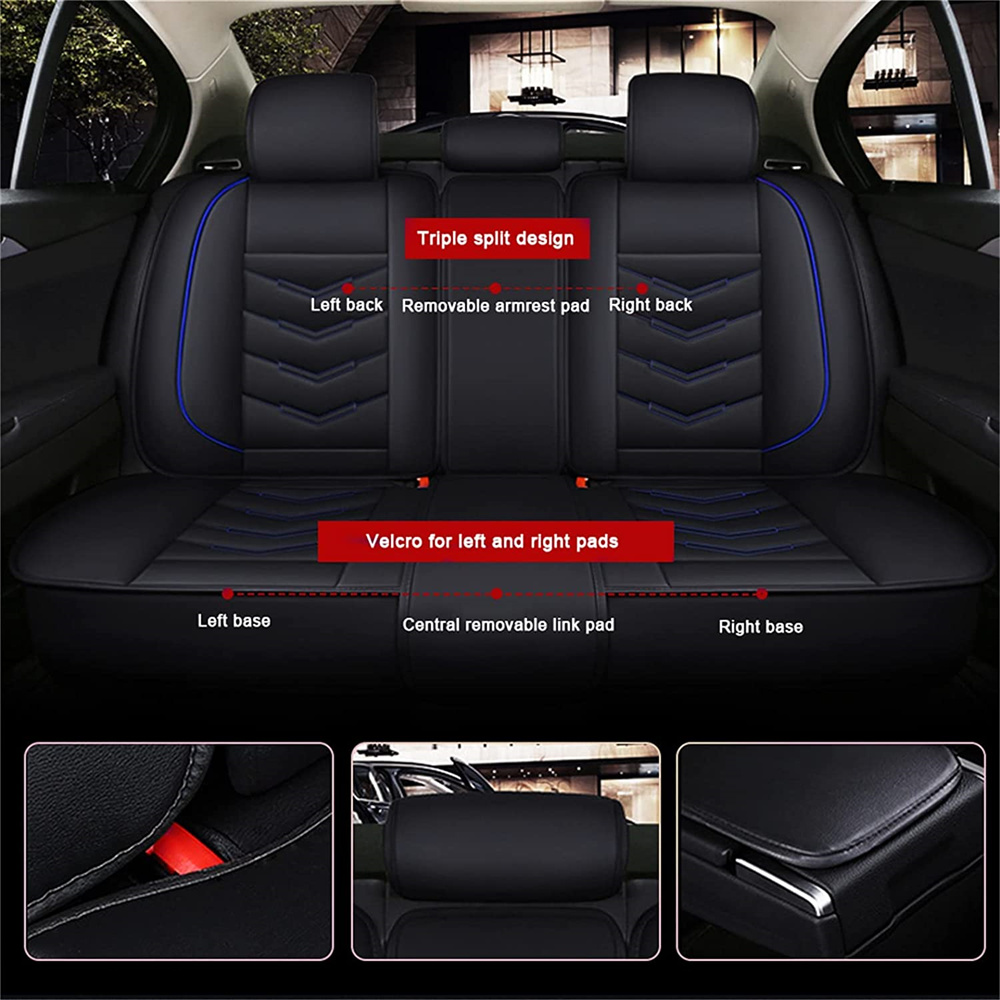 Triple split design
Left back
Removable armrest pad
Right back
Velcro for left and right pads
Left base
Central removable link pad
Right base